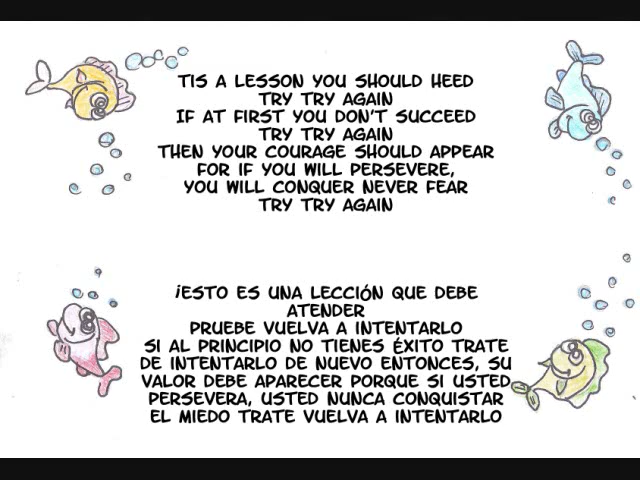 TIS A LESSON YOU SHOULD HEED
TRY TRY AGAIN
IF AT FIRST YOU DON'T SUCCEED
TRY TRY AGAIN
THEN YOUR COURAGE SHOULD APPEAR
FOR IF YOU WILL PERSEVERE,
YOU WILL CONQUER NEVER FEAR
TRY TRY AGAIN
¡ESTO ES UNA LECCIÓN QUE DEBE
ATENDER
PRUEBE VUELVA A INTENTARLO
SI AL PRINCIPIO NO TIENES ÉXITO TRATE
DE INTENTARLO DE NUEVO ENTONCES, SU
VALOR DEBE APARECER PORQUE SI USTED
PERSEVERA, USTED NUNCA CONQUISTAR
EL MIEDO TRATE VUELVA A INTENTARLO